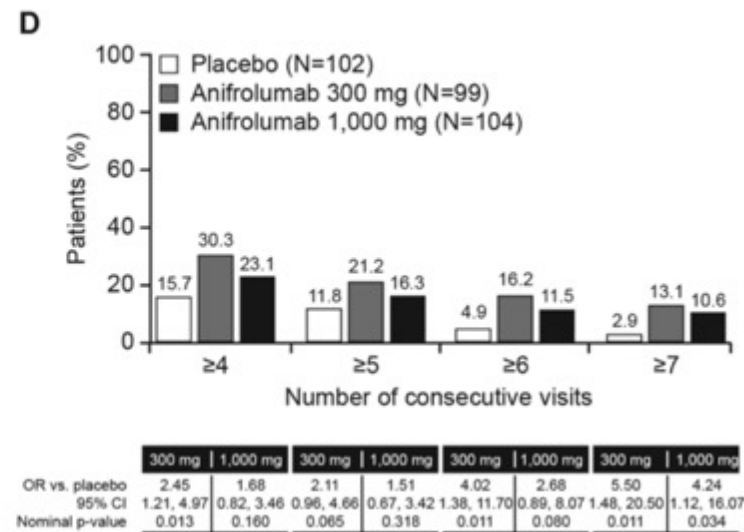 D
100
80
60
40
20
0
Patients (%)
Placebo (N=102)
Anifrolumab 300 mg (N=99)
Anifrolumab 1,000 mg (N=104)
15.7 30.3 23.1 11.8 21.2 16.3 4.9 16.2 11.5 2.9 13.1 10.6
≥4 ≥5 ≥6 ≥7
Number of consecutive visits
300 mg 1,000 mg 300 mg 1,000 mg 300 mg 1,000 mg 300 mg 1,000 mg
OR vs. placebo 2.45 1.68 2.11 1.51 4.02 2.68 5.50 4.24
95% CI 1.21, 4.97 0.82, 3.46 0.96, 4.66 0.67, 3.42 1.38, 11.70 0.89, 8.07 1.48, 20.50 1.12, 16.07
Nominal p-value 0.013 0.160 0.065 0.318 0.011 0.080 0.011 0.034